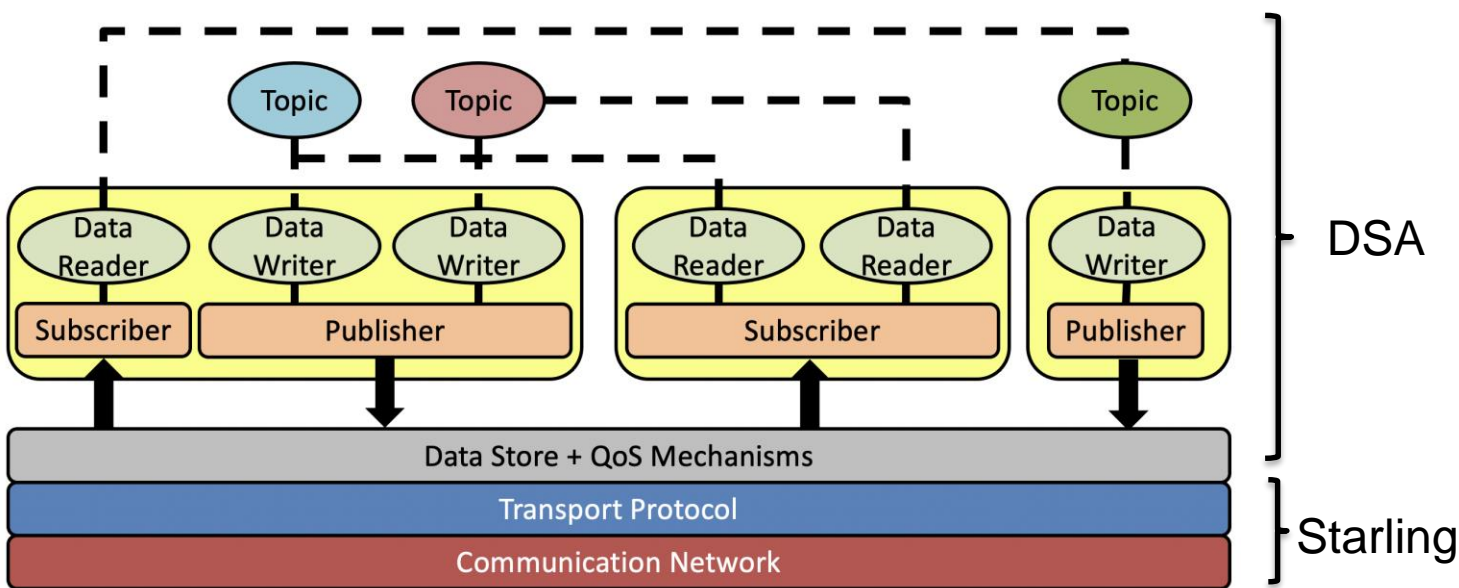 Topic
Topic
Topic
Data
Reader
Data
Writer
Data
Writer
Data
Reader
Data
Reader
Data
Writer
Subscriber
Publisher
Subscriber
Publisher
DSA
Data Store + QoS Mechanisms
Transport Protocol
Communication Network
Starling